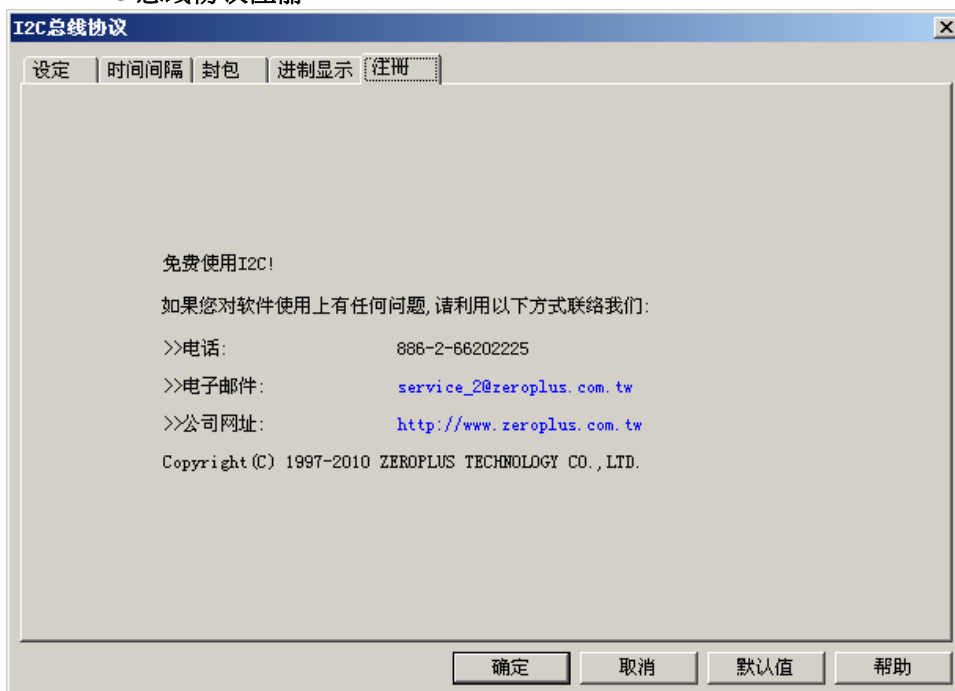 I2C总线协议
设定 时间间隔 封包 进制显示 注册
免费使用I2C!
如果您对软件使用上有任何问题,请利用以下方式联络我们:
>>电话: 886-2-66202225
>>电子邮件: service_2@zeroplus.com.tw
>>公司网址: http://www.zeroplus.com.tw
Copyright(C) 1997-2010 ZEROPLUS TECHNOLOGY CO.,LTD.
确定 取消 默认值 帮助